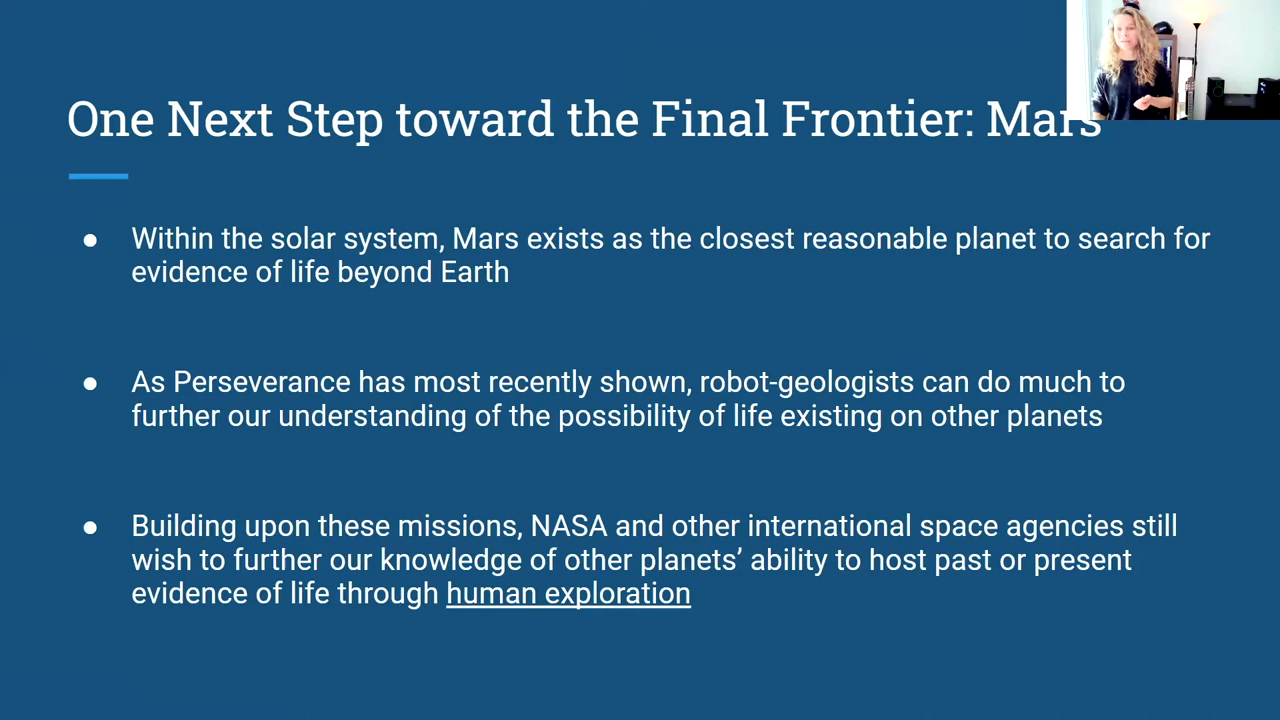 One Next Step toward the Final Frontier: Mars
● Within the solar system, Mars exists as the closest reasonable planet to search for
evidence of life beyond Earth
● As Perseverance has most recently shown, robot-geologists can do much to
further our understanding of the possibility of life existing on other planets
● Building upon these missions, NASA and other international space agencies still
wish to further our knowledge of other planets’ ability to host past or present
evidence of life through human exploration